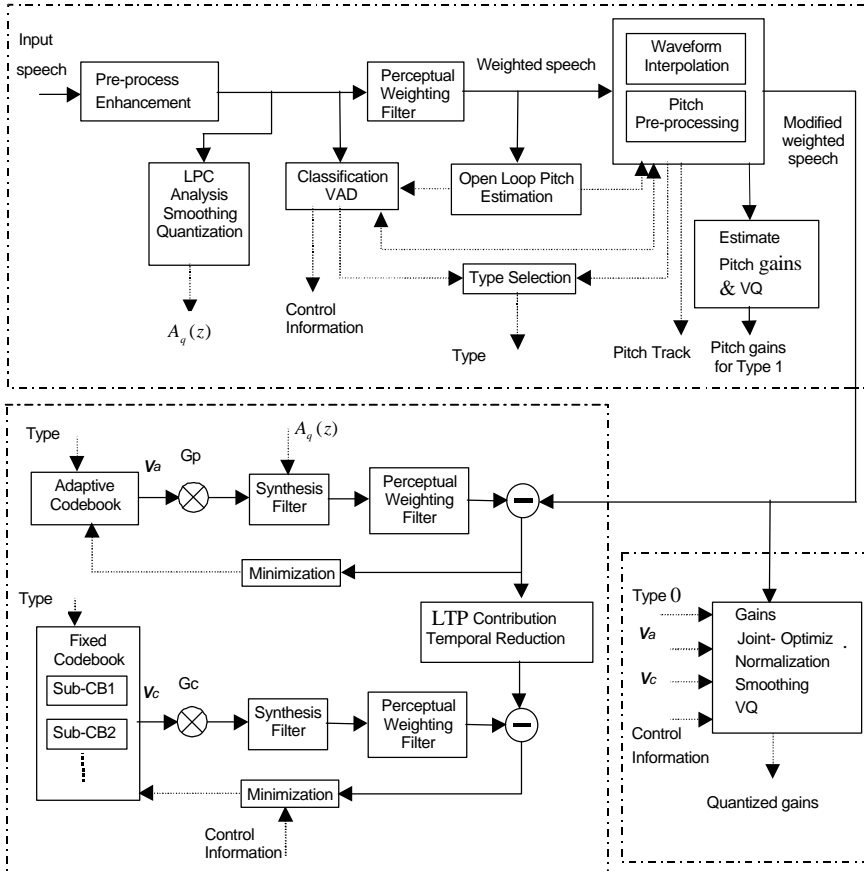 Input
speech
Pre-process
Enhancement
Perceptual
Weighting
Filter
Weighted speech
Waveform
Interpolation
Pitch
Pre-processing
Modified
weighted
speech
LPC
Analysis
Smoothing
Quantization
Classification
VAD
Open Loop Pitch
Estimation
Estimate
Pitch gains
& VQ
Type Selection
A_q(z)
Control
Information
Type
Pitch Track
Pitch gains
for Type 1
Type
Adaptive
Codebook
Va
Gp
A_q(z)
Synthesis
Filter
Perceptual
Weighting
Filter
Minimization
Type
Fixed
Codebook
Sub-CB1
Sub-CB2
Vc
Gc
Synthesis
Filter
Perceptual
Weighting
Filter
LTP Contribution
Temporal Reduction
Minimization
Control
Information
Type 0
Va
Vc
Control
Information
Gains
Joint- Optimiz .
Normalization
Smoothing
VQ
Quantized gains